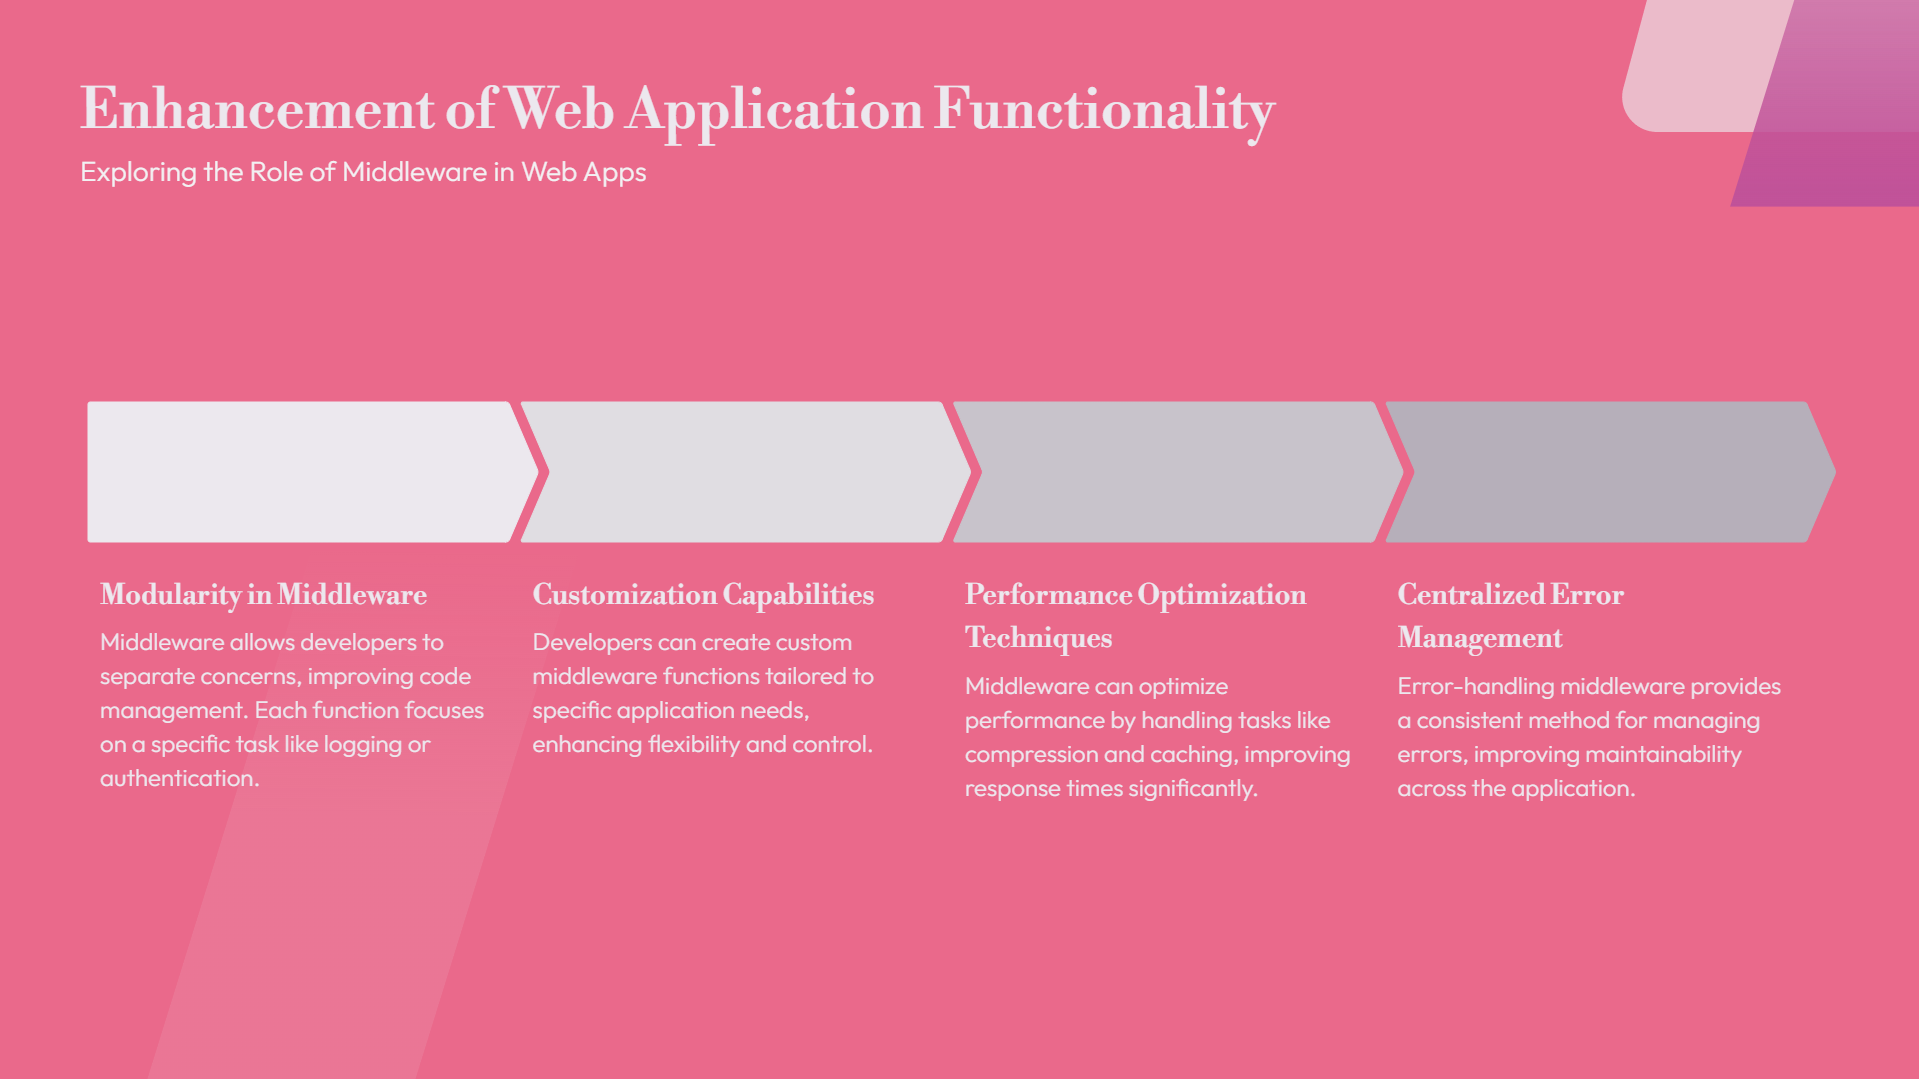 Enhancement of Web Application Functionality
Exploring the Role of Middleware in Web Apps
Modularity in Middleware
Middleware allows developers to
separate concerns, improving code
management. Each function focuses
on a specific task like logging or
authentication.
Customization Capabilities
Developers can create custom
middleware functions tailored to
specific application needs,
enhancing flexibility and control.
Performance Optimization
Techniques
Middleware can optimize
performance by handling tasks like
compression and caching, improving
response times significantly.
Centralized Error
Management
Error-handling middleware provides
a consistent method for managing
errors, improving maintainability
across the application.